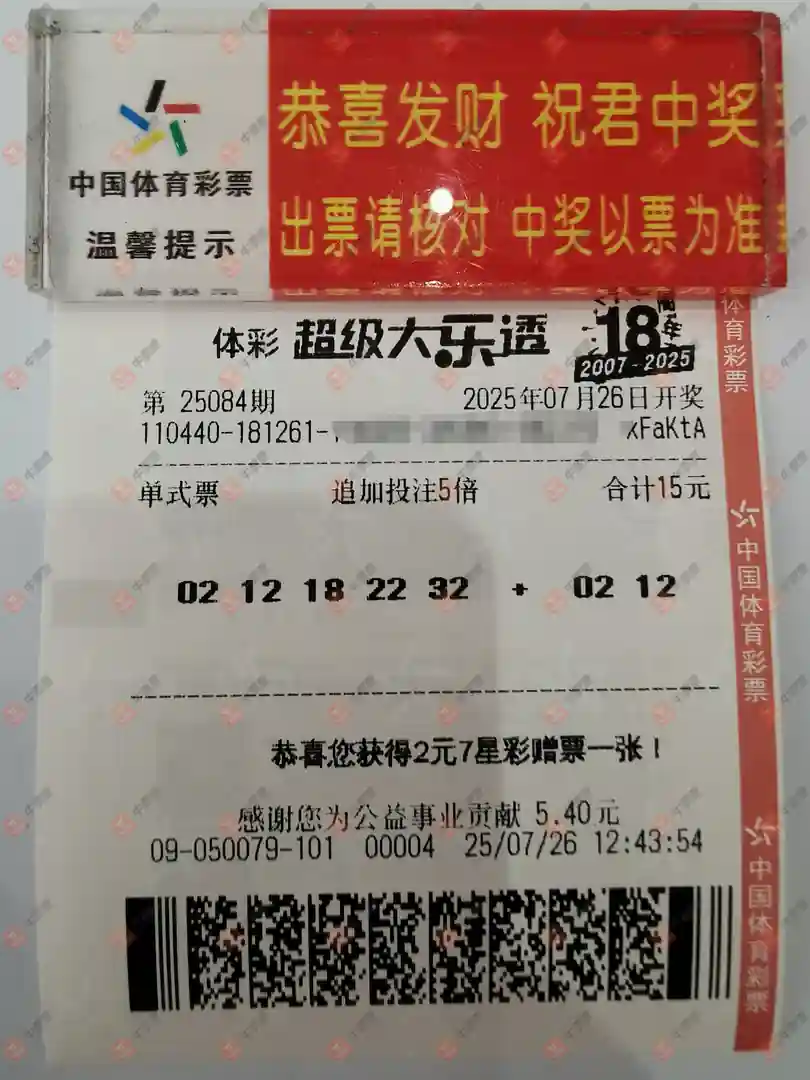 恭喜发财 祝君中奖
中国体育彩票
温馨提示
出票请核对 中奖以票为准
体彩 超级大乐透 18周年
2007-2025
第 25084期 2025年07月26日开奖
110440-181261- xFaKtA
单式票 追加投注5倍 合计15元
02 12 18 22 32 + 02 12
恭喜您获得2元7星彩赠票一张！
感谢您为公益事业贡献 5.40元
09-050079-101 00004 25/07/26 12:43:54
体育彩票
中国体育彩票
中国体育彩票